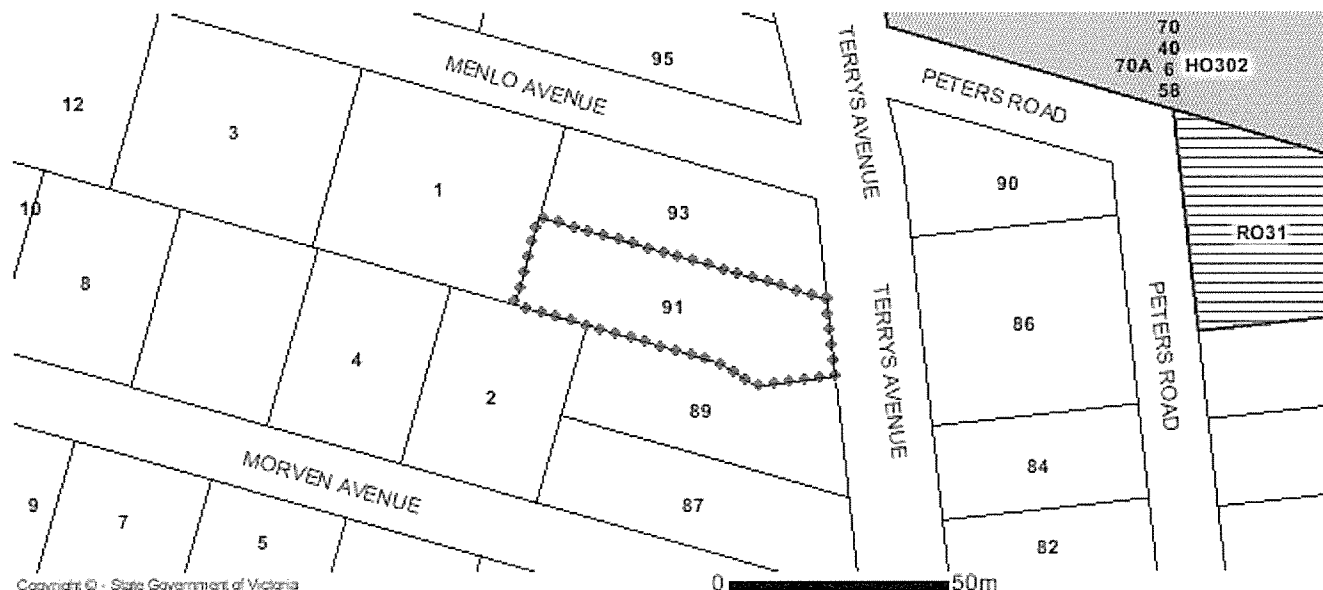 70
40
70A 6 HO302
58
95
MENLO AVENUE
TERRYS AVENUE
PETERS ROAD
12
3
1
93
90
10
RO31
8
91
TERRYS AVENUE
86
PETERS ROAD
4
2
89
84
MORVEN AVENUE
87
9
7
5
82
Copyright © - State Government of Victoria
0 50m